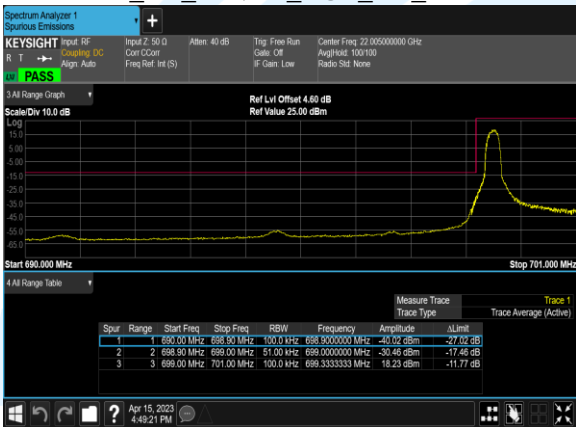 Spectrum Analyzer 1
Spurious Emissions
KEYSIGHT Input: RF Input Z: 50 Ω Atten: 40 dB Trig: Free Run Center Freq: 22.005000000 GHz
R T Coupling: DC Corr CCorr Gate: Off Avg|Hold: 100/100
Align: Auto Freq Ref: Int (S) IF Gain: Low Radio Std: None
PASS
3 All Range Graph
Ref Lvl Offset 4.60 dB
Scale/Div 10.0 dB Ref Value 25.00 dBm
Log
15.0
5.00
-5.00
-15.0
-25.0
-35.0
-45.0
-55.0
-65.0
Start 690.000 MHz Stop 701.000 MHz
4 All Range Table
Measure Trace Trace 1
Trace Type Trace Average (Active)
Spur Range Start Freq Stop Freq RBW Frequency Amplitude ΔLimit
1 1 690.00 MHz 698.90 MHz 100.0 kHz 698.9000000 MHz -40.02 dBm -27.02 dB
2 2 698.90 MHz 699.00 MHz 51.00 kHz 699.0000000 MHz -30.46 dBm -17.46 dB
3 3 699.00 MHz 701.00 MHz 100.0 kHz 699.3333333 MHz 18.23 dBm -11.77 dB
Apr 15, 2023
4:49:21 PM